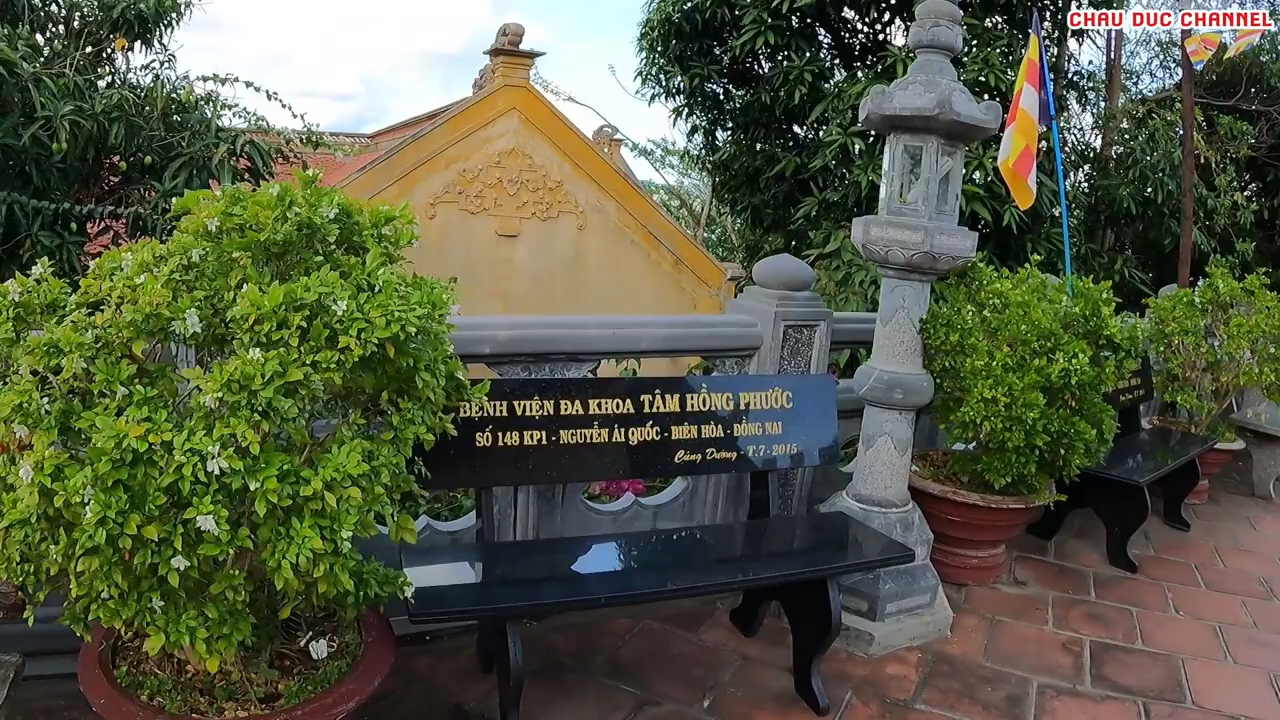 CHAU DUC CHANNEL
BỆNH VIỆN ĐA KHOA TÂM HỒNG PHƯỚC
SỐ 148 KP1 - NGUYỄN ÁI QUỐC - BIÊN HÒA - ĐỒNG NAI
Cúng Dường - T.7-2015